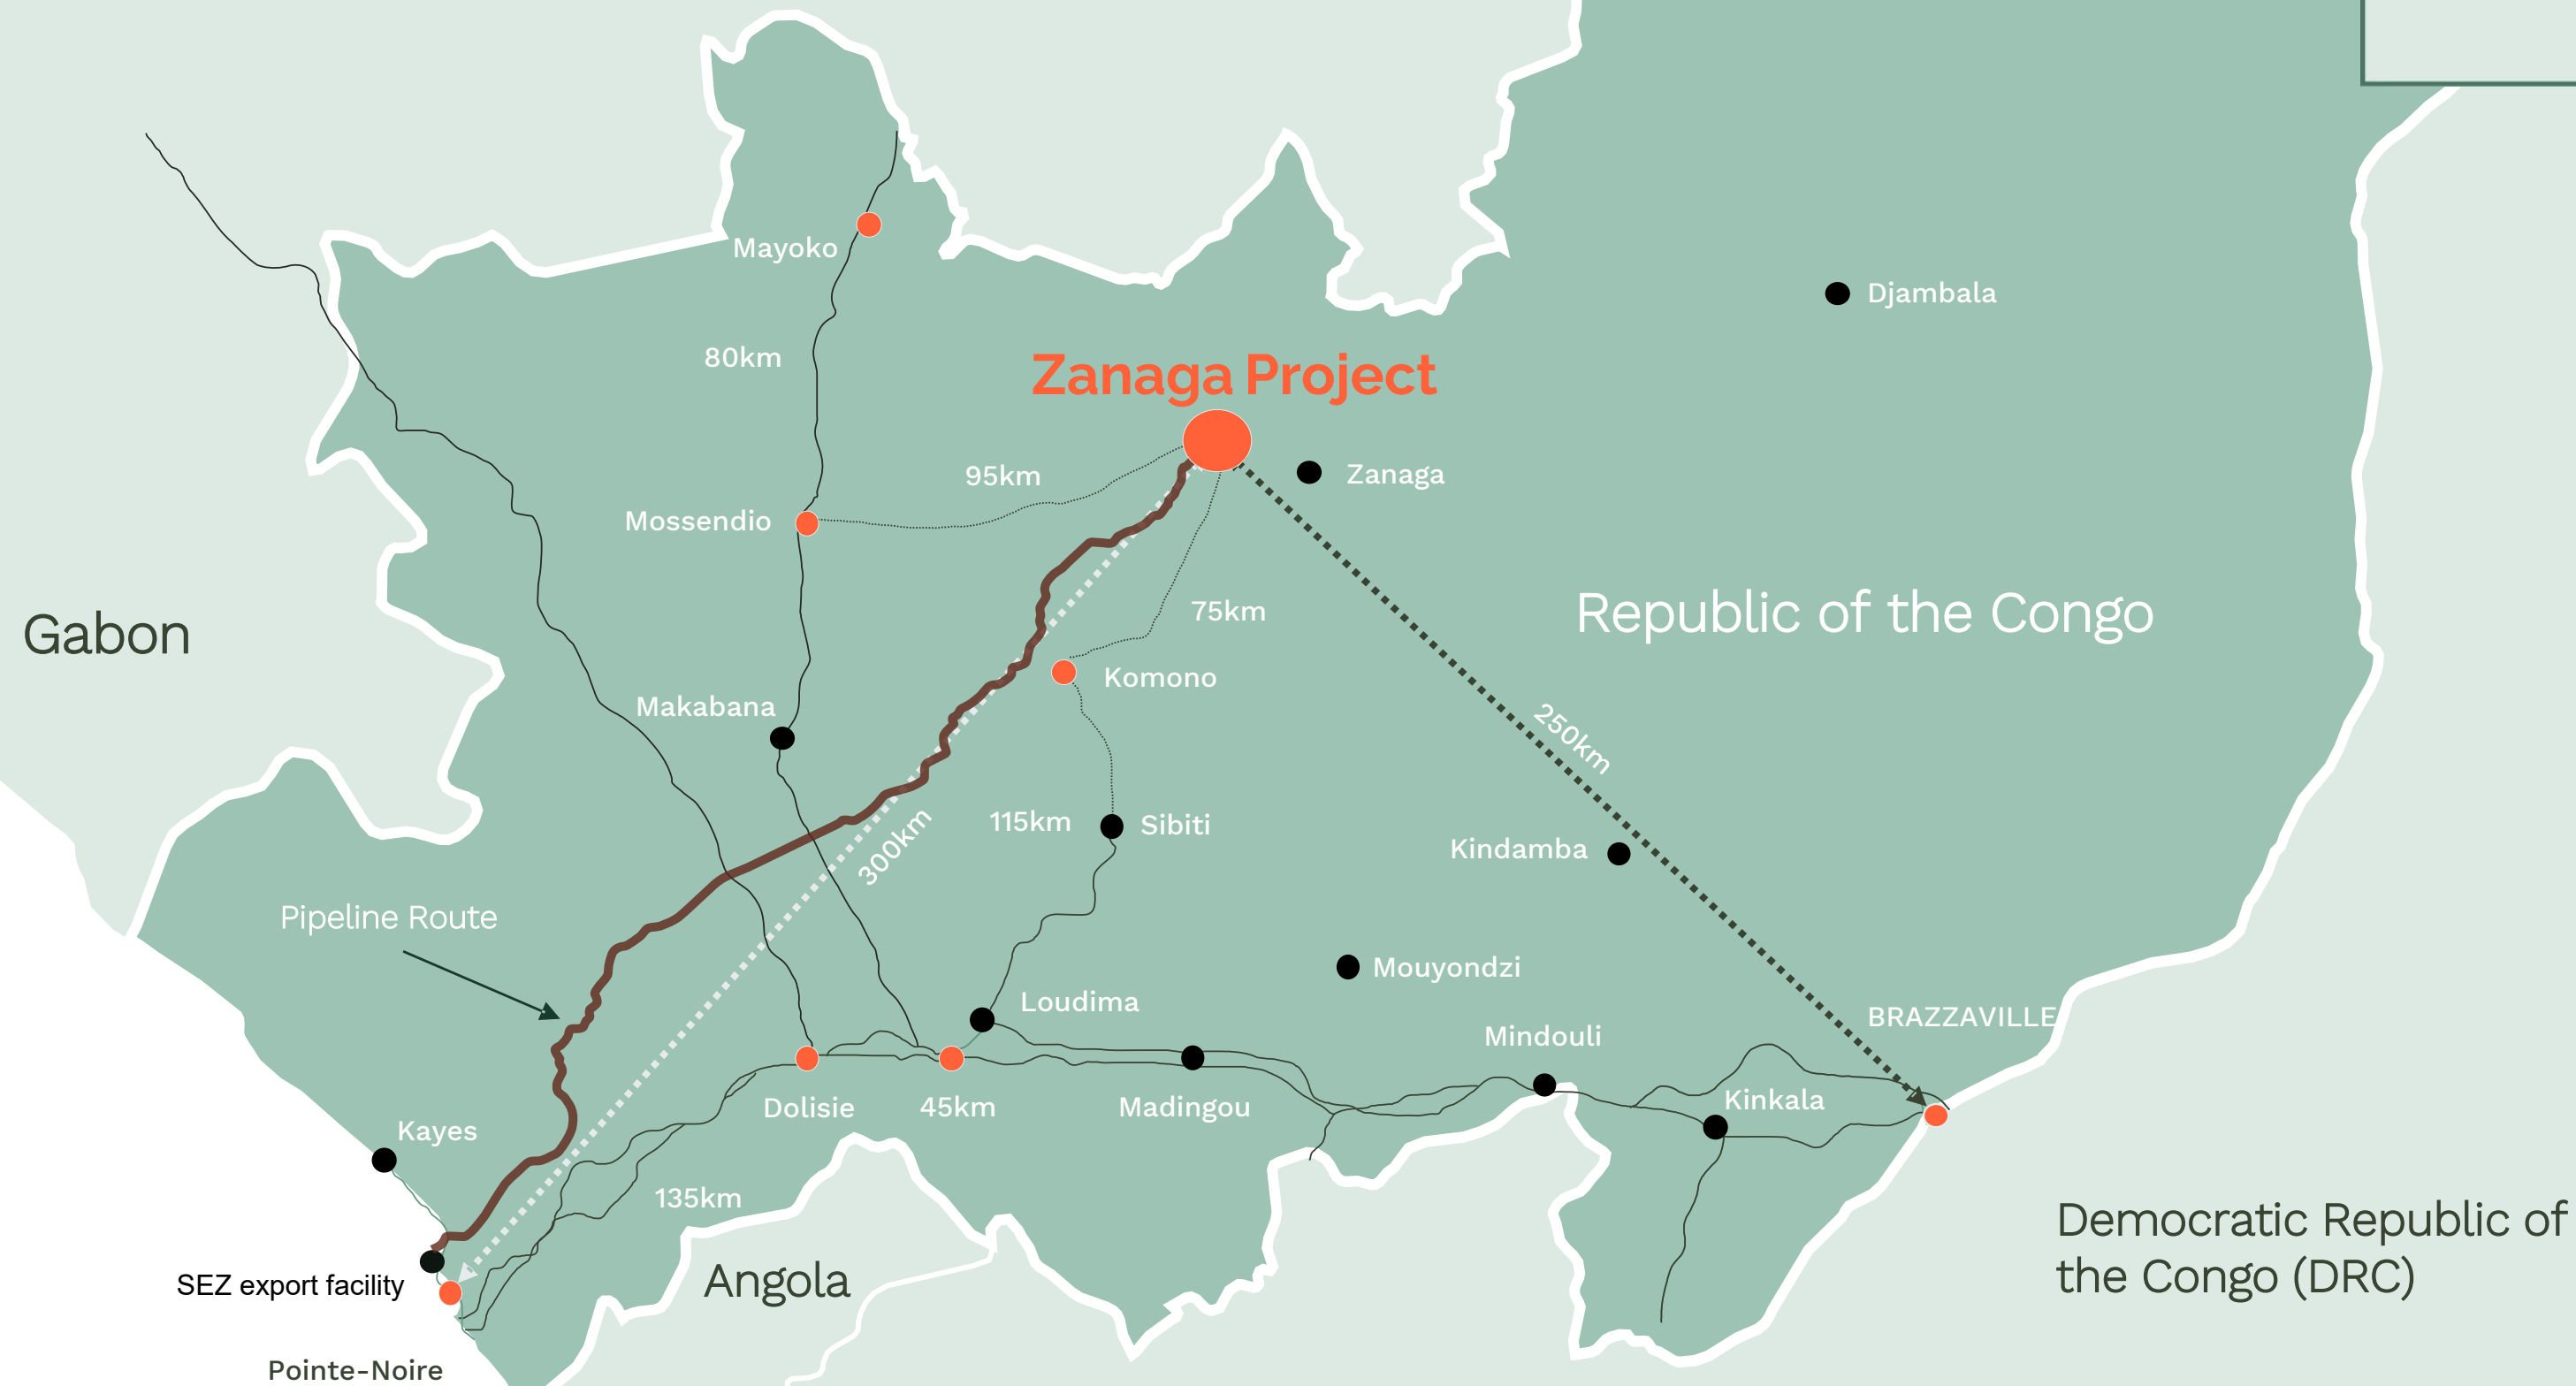 Mayoko
Djambala
80km
Zanaga Project
95km
Zanaga
Mossendio
Gabon
75km
Republic of the Congo
Komono
Makabana
250km
115km
Sibiti
300km
Kindamba
Pipeline Route
Mouyondzi
Loudima
BRAZZAVILLE
Mindouli
Dolisie
45km
Madingou
Kinkala
Kayes
135km
Democratic Republic of
the Congo (DRC)
Angola
SEZ export facility
Pointe-Noire